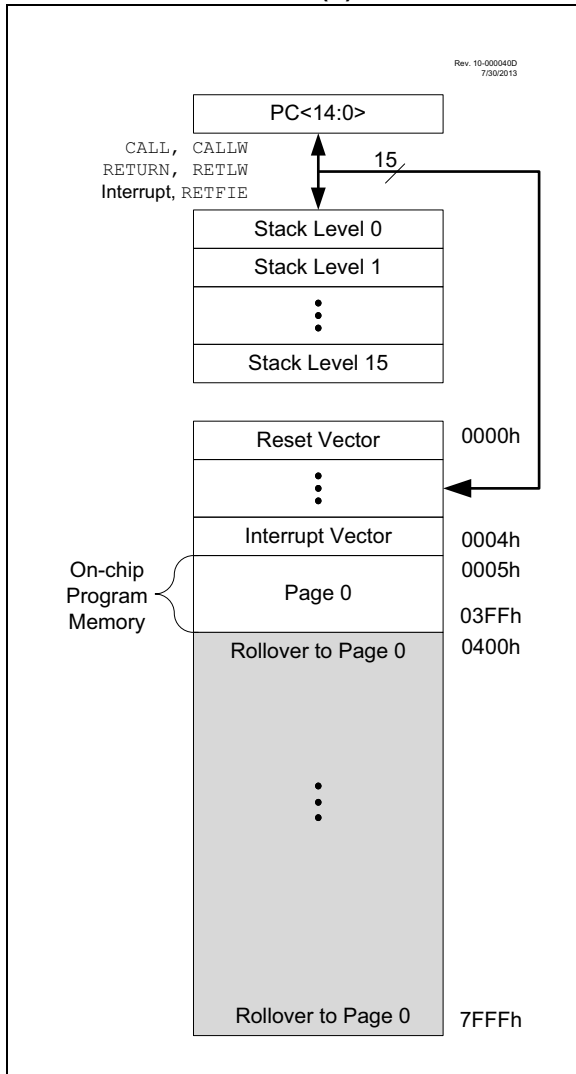 Rev. 10-000040D
7/30/2013
PC<14:0>
CALL, CALLW
RETURN, RETLW
Interrupt, RETFIE
15
Stack Level 0
Stack Level 1
Stack Level 15
Reset Vector
0000h
Interrupt Vector
0004h
On-chip
Program
Memory
Page 0
0005h
03FFh
Rollover to Page 0
0400h
Rollover to Page 0
7FFFh